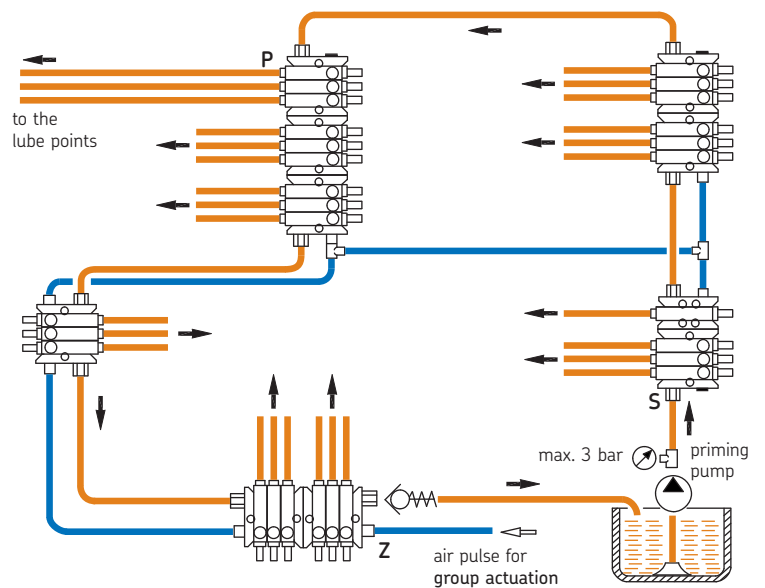 P
to the
lube points
S
max. 3 bar
priming
pump
Z
air pulse for
group actuation